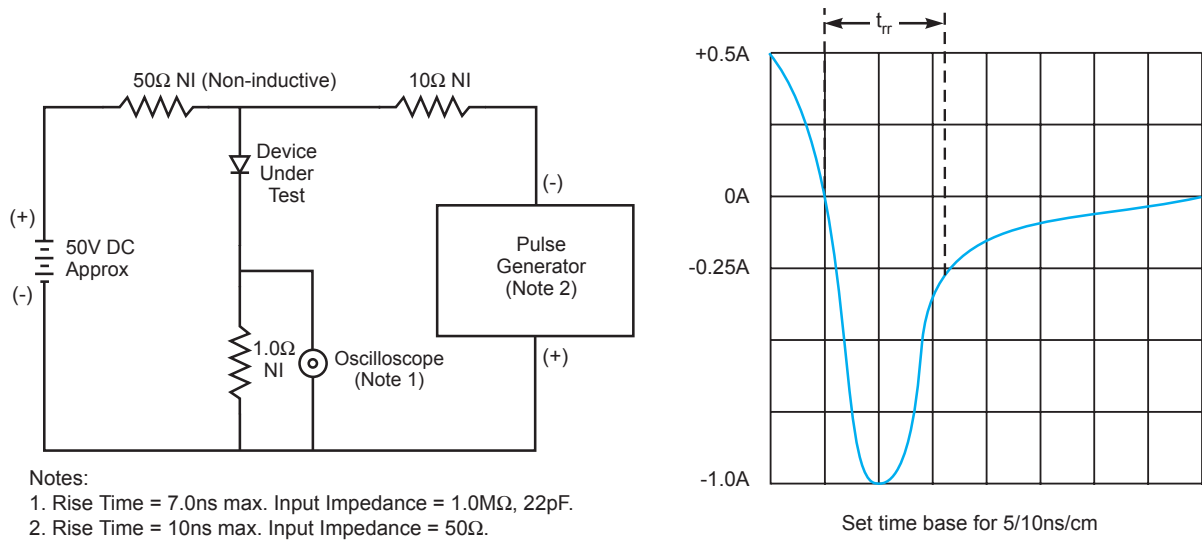 50Ω NI (Non-inductive)
10Ω NI
Device
Under
Test
(+)
50V DC
Approx
(-)
(-)
Pulse
Generator
(Note 2)
(+)
1.0Ω
NI
Oscilloscope
(Note 1)
Notes:
1. Rise Time = 7.0ns max. Input Impedance = 1.0MΩ, 22pF.
2. Rise Time = 10ns max. Input Impedance = 50Ω.
trr
+0.5A
0A
-0.25A
-1.0A
Set time base for 5/10ns/cm